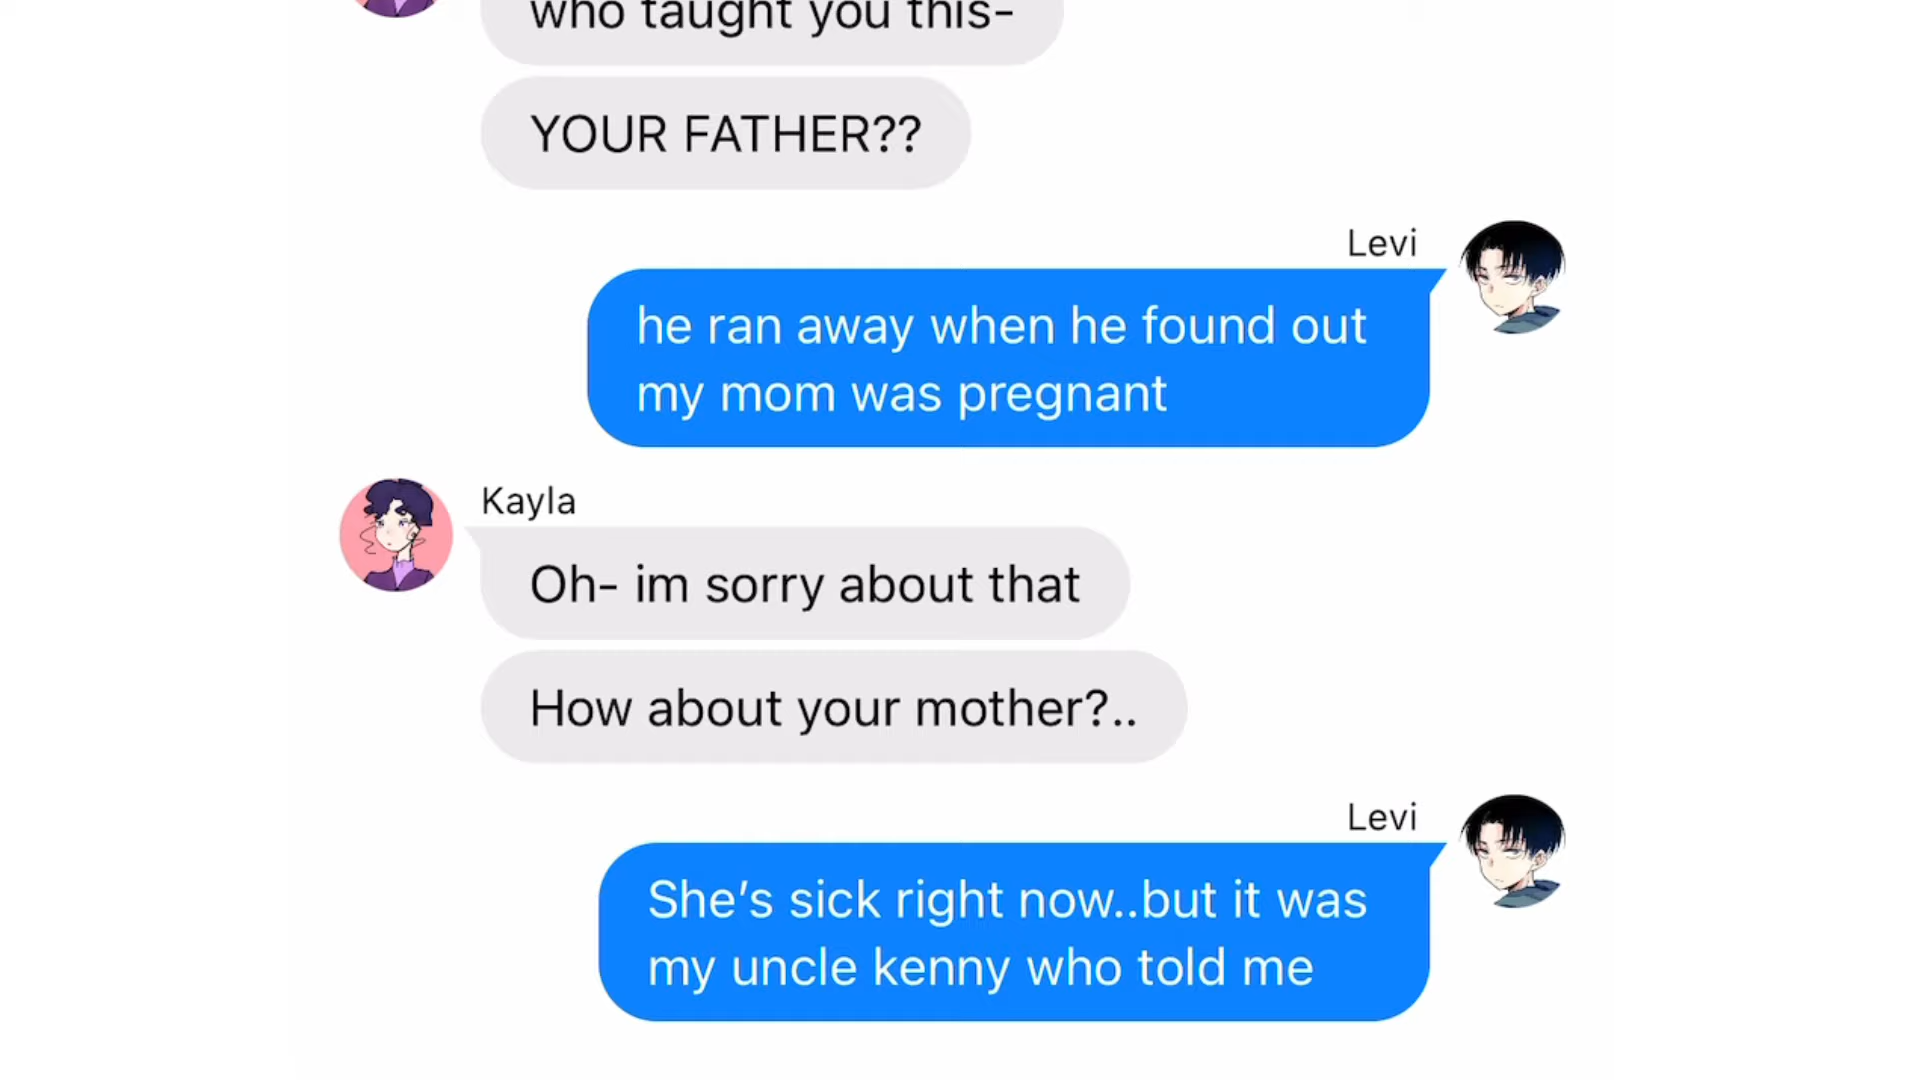 who taught you this-
YOUR FATHER??
Levi
he ran away when he found out
my mom was pregnant
Kayla
Oh- im sorry about that
How about your mother?..
Levi
She’s sick right now..but it was
my uncle kenny who told me